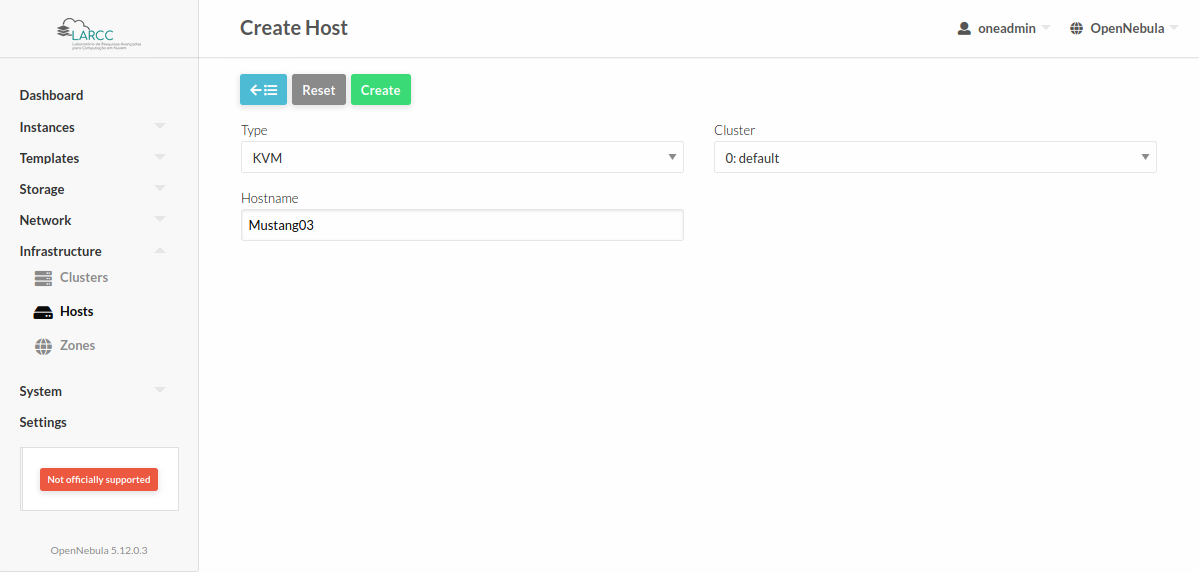 LARCC
Laboratório de Pesquisas Avançadas
para Computação em Nuvem
Create Host
oneadmin
OpenNebula
Reset
Create
Dashboard
Instances
Templates
Storage
Network
Infrastructure
Clusters
Hosts
Zones
System
Settings
Not officially supported
OpenNebula 5.12.0.3
Type
KVM
Cluster
0: default
Hostname
Mustang03